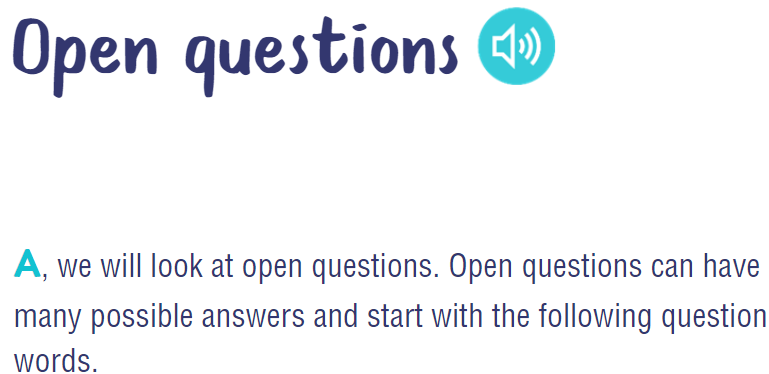 Open questions
A, we will look at open questions. Open questions can have
many possible answers and start with the following question
words.